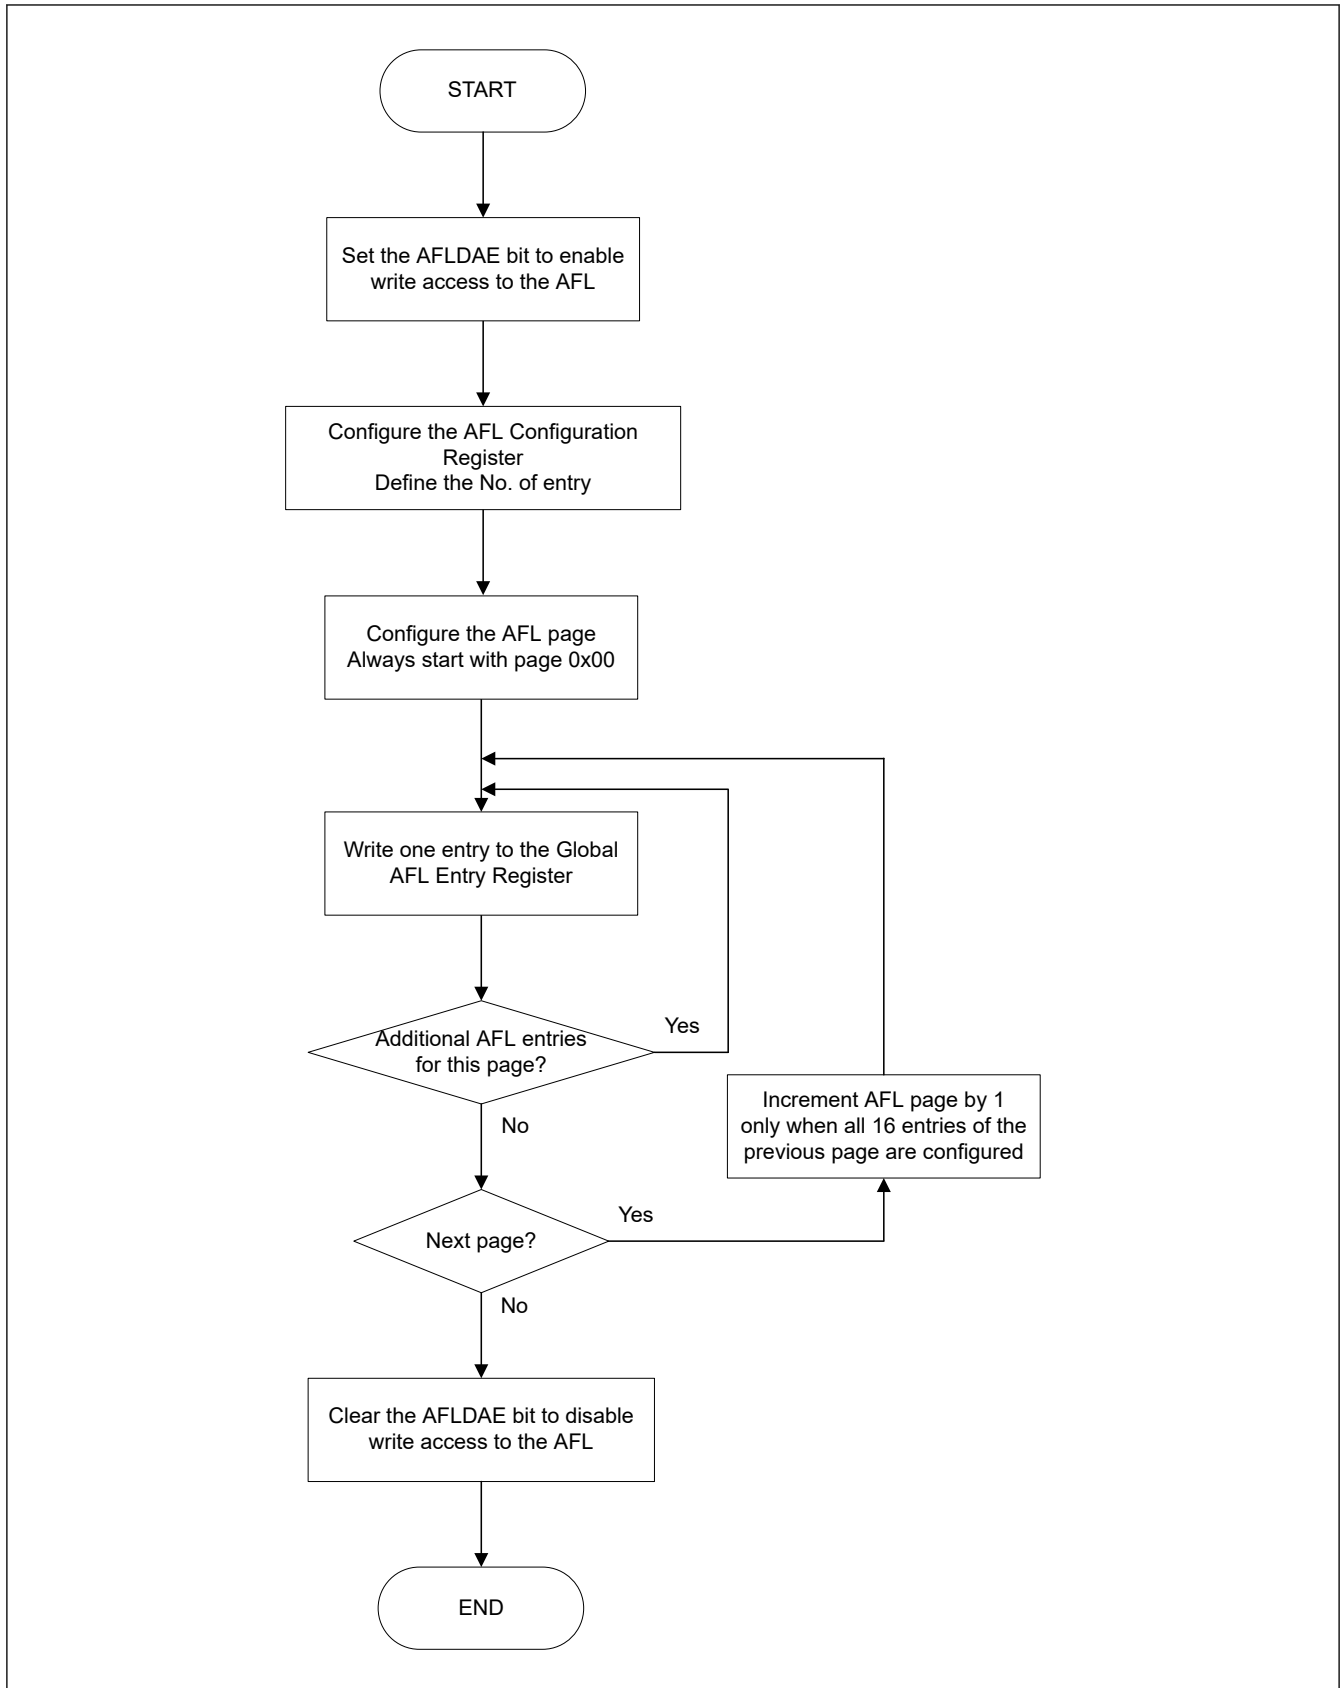 START
Set the AFLDAE bit to enable
write access to the AFL
Configure the AFL Configuration
Register
Define the No. of entry
Configure the AFL page
Always start with page 0x00
Write one entry to the Global
AFL Entry Register
Additional AFL entries
for this page?
Yes
No
Increment AFL page by 1
only when all 16 entries of the
previous page are configured
Next page?
Yes
No
Clear the AFLDAE bit to disable
write access to the AFL
END